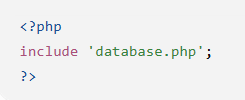 <?php
include 'database.php';
?>